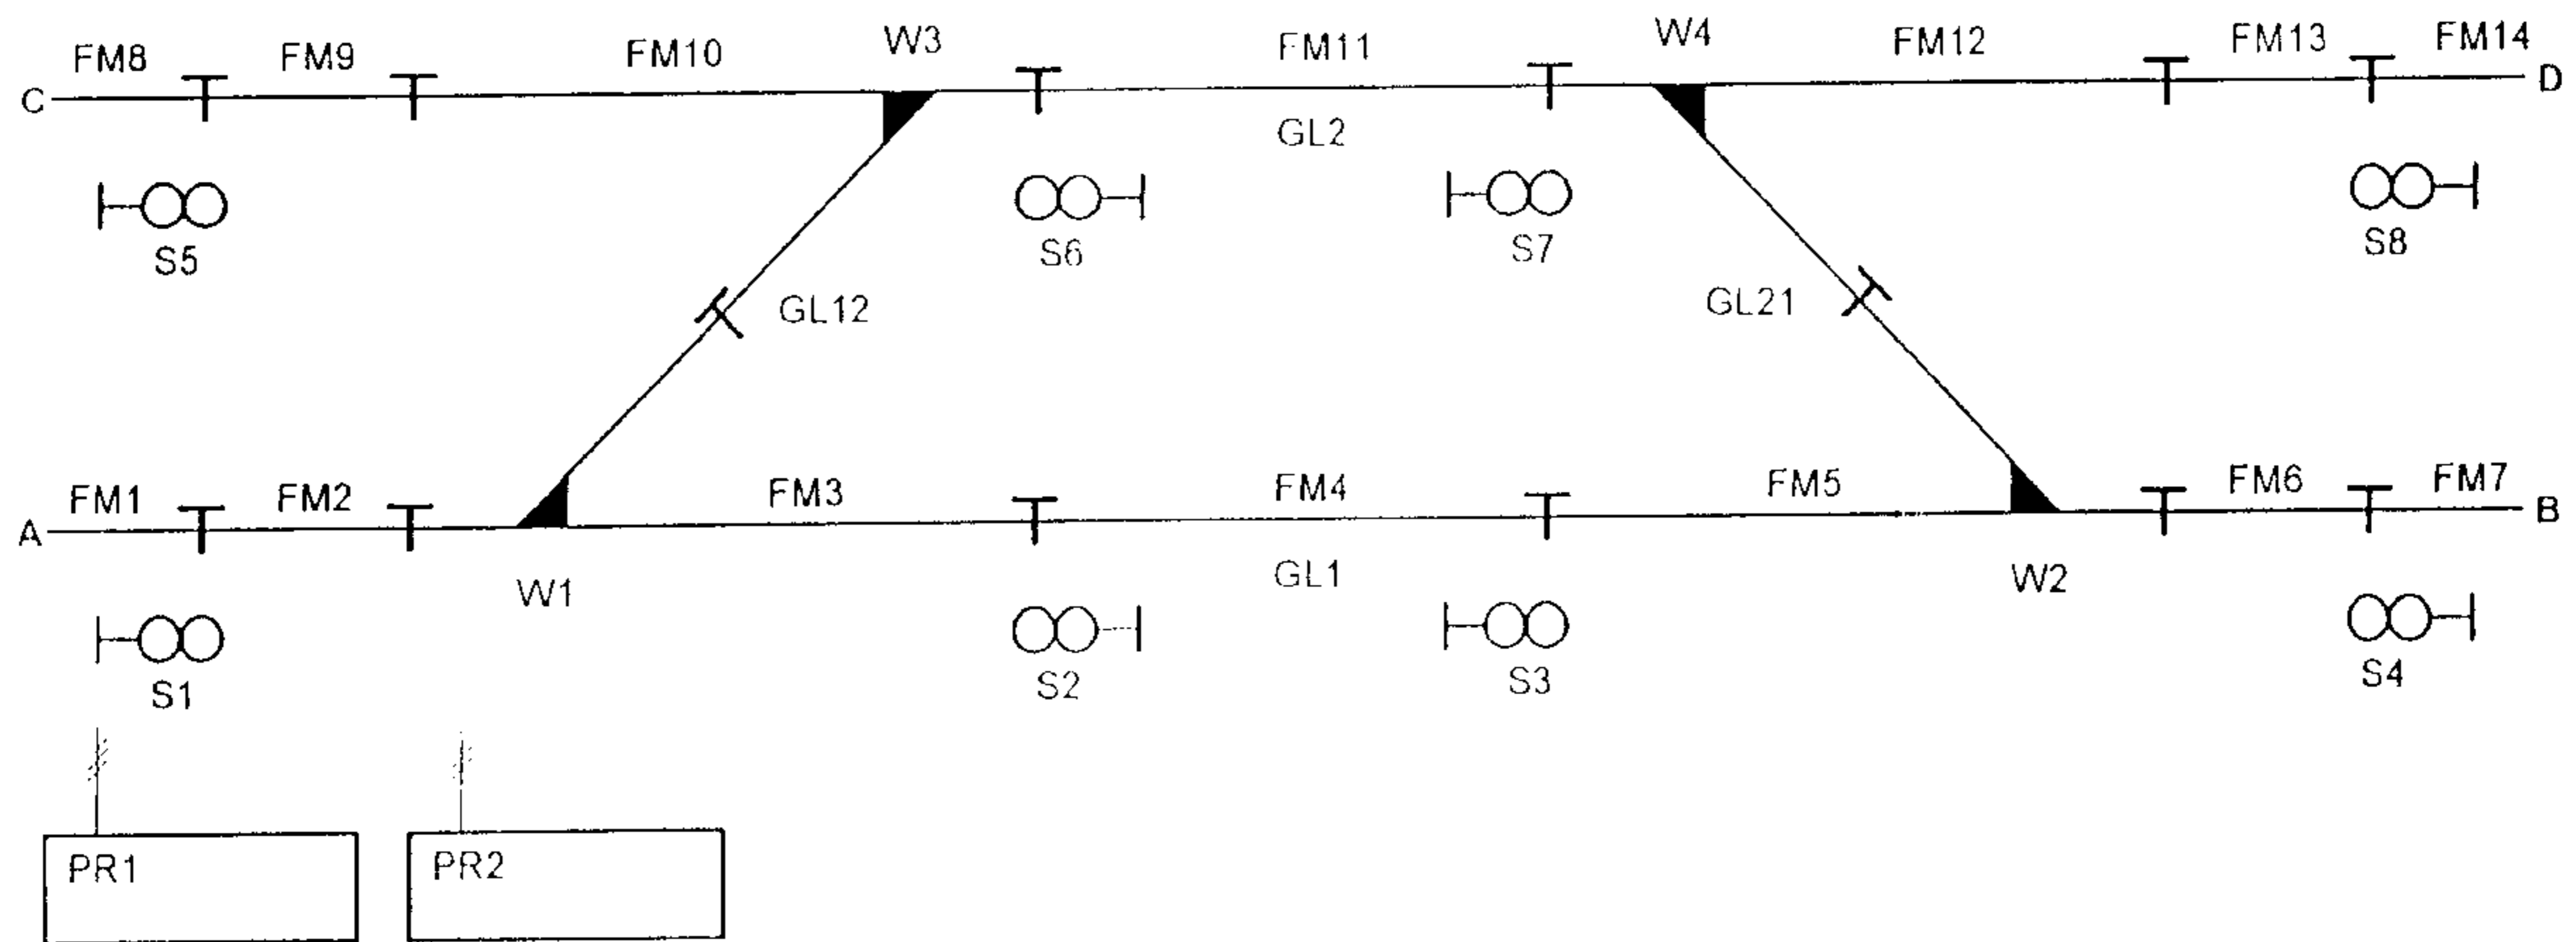 FM8 FM9 FM10 W3 FM11 W4 FM12 FM13 FM14
C D
GL2
S5 S6 S7 S8
GL12 GL21
FM1 FM2 FM3 FM4 FM5 FM6 FM7
A B
W1 GL1 W2
S1 S2 S3 S4
PR1 PR2